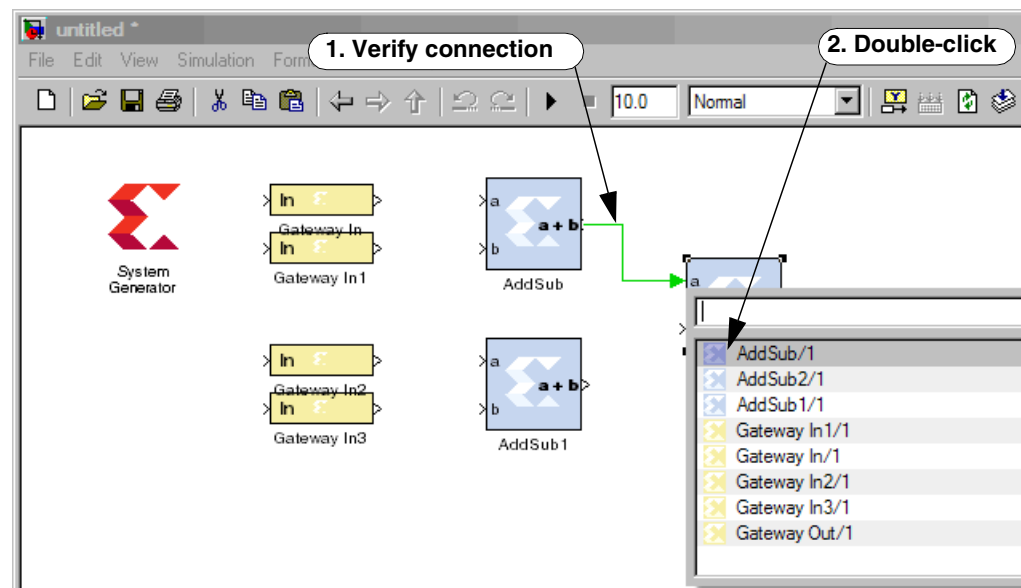 untitled *
1. Verify connection
2. Double-click
File Edit View Simulation Form
10.0 Normal
In
Gateway In
In
Gateway In1
a
b
a + b
AddSub
System
Generator
a
In
Gateway In2
In
Gateway In3
a
b
a + b
AddSub1
AddSub/1
AddSub2/1
AddSub1/1
Gateway In1/1
Gateway In/1
Gateway In2/1
Gateway In3/1
Gateway Out/1